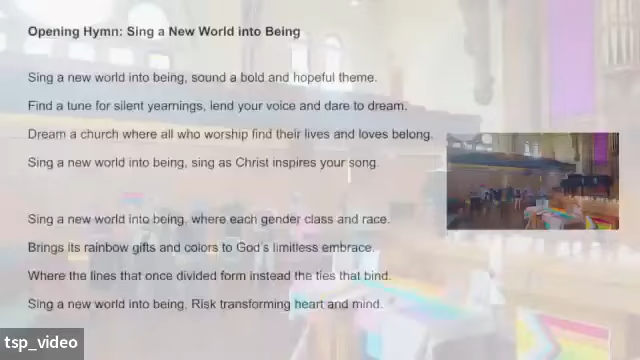 Opening Hymn: Sing a New World into Being
Sing a new world into being, sound a bold and hopeful theme.
Find a tune for silent yearnings, lend your voice and dare to dream.
Dream a church where all who worship find their lives and loves belong.
Sing a new world into being, sing as Christ inspires your song.
Sing a new world into being, where each gender class and race.
Brings its rainbow gifts and colors to God's limitless embrace.
Where the lines that once divided form instead the ties that bind.
Sing a new world into being, Risk transforming heart and mind.
tsp_video